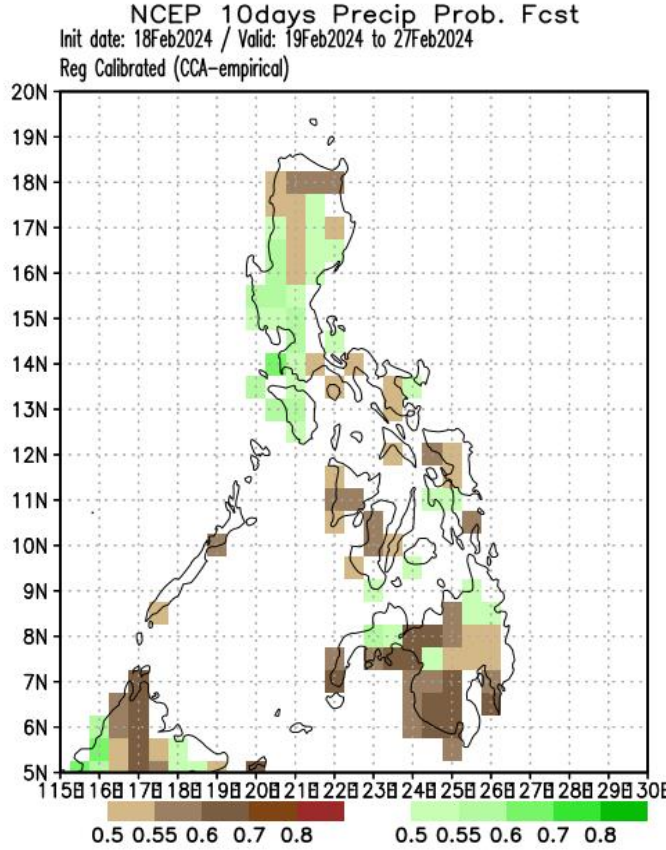 NCEP 10days Precip Prob. Fcst
Init date: 18Feb2024 / Valid: 19Feb2024 to 27Feb2024
Reg Calibrated (CCA-empirical)
20N
19N
18N
17N
16N
15N
14N
13N
12N
11N
10N
9N
8N
7N
6N
5N
115E 116E 117E 118E 119E 120E 121E 122E 123E 124E 125E 126E 127E 128E 129E 130E
0.5 0.55 0.6 0.7 0.8 0.5 0.55 0.6 0.7 0.8